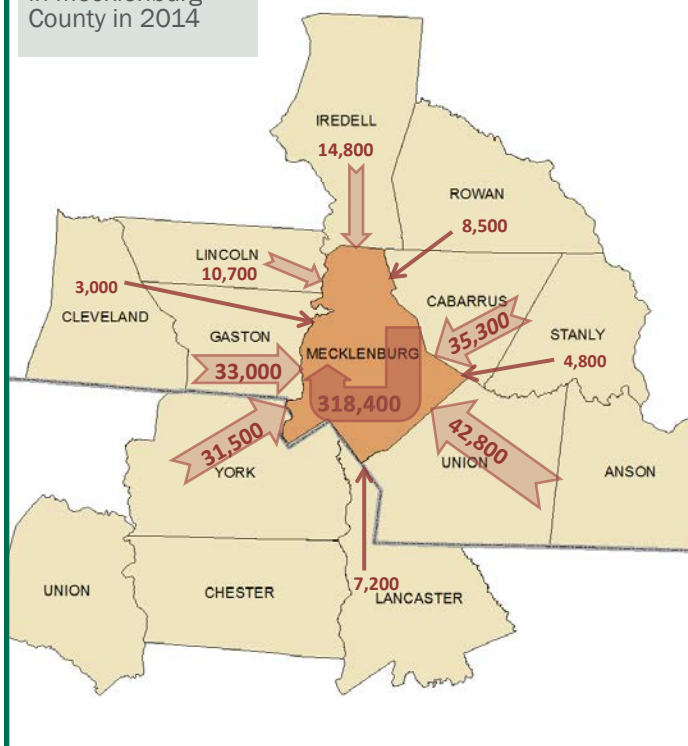 in Mecklenburg
County in 2014
IREDELL
14,800
ROWAN
8,500
LINCOLN
10,700
3,000
CLEVELAND
CABARRUS
35,300
STANLY
4,800
GASTON
33,000
MECKLENBURG
318,400
31,500
YORK
42,800
UNION
ANSON
7,200
UNION
CHESTER
LANCASTER